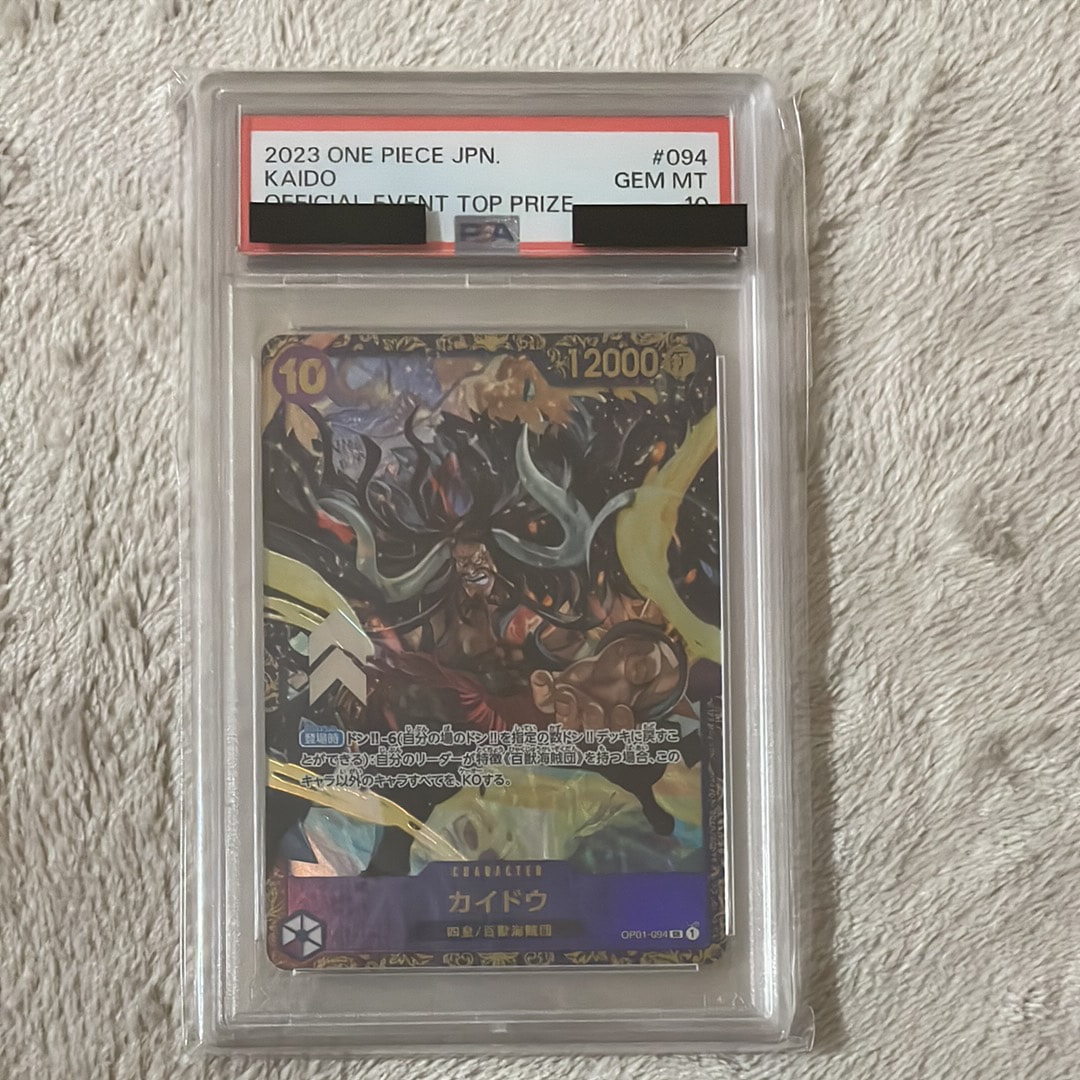 2023 ONE PIECE JPN. #094
KAIDO GEM MT
OFFICIAL EVENT TOP PRIZE 10
PSA
10 12000 打
登場時 ドン!!-6(自分の場のドン!!を指定の数ドン!!デッキに戻すこ
とができる):自分のリーダーが特徴《百獣海賊団》を持つ場合、この
キャラ以外のキャラすべてを、KOする。
CHARACTER
カイドウ
四皇/百獣海賊団
OP01-094 SR 1